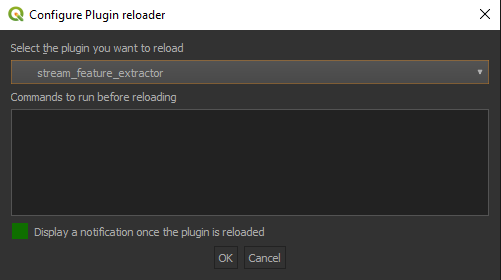 Configure Plugin reloader
Select the plugin you want to reload
stream_feature_extractor
Commands to run before reloading
Display a notification once the plugin is reloaded
OK Cancel